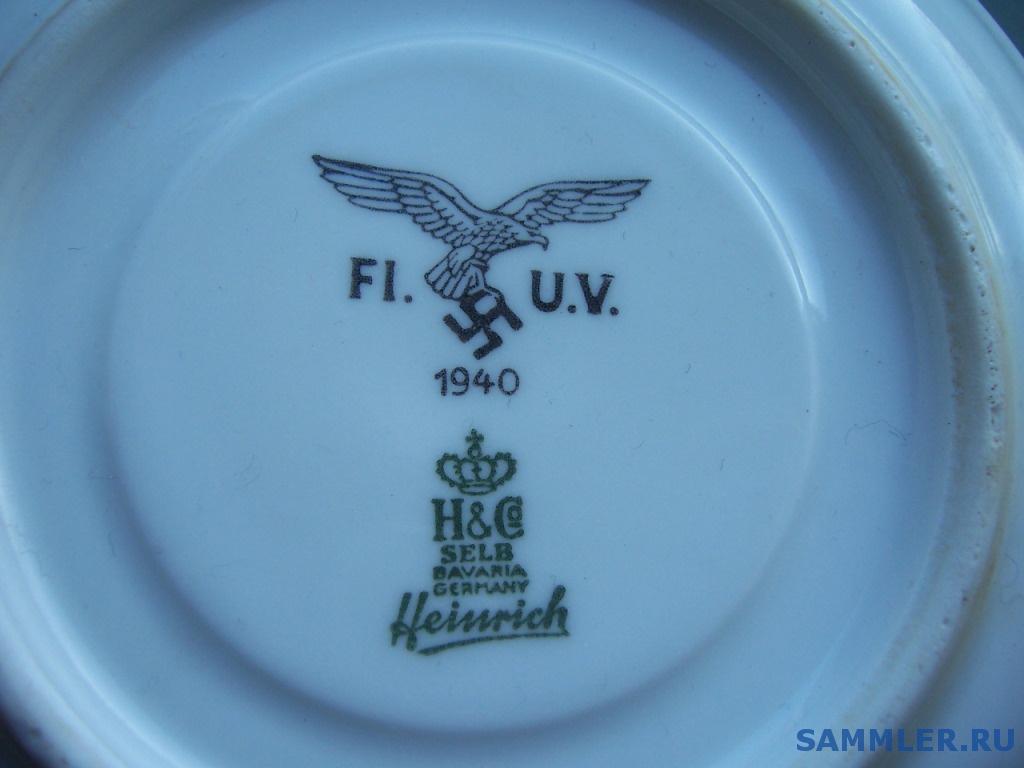 Fl. U.V.
1940
H&Co
SELB
BAVARIA
GERMANY
Heinrich
SAMMLER.RU